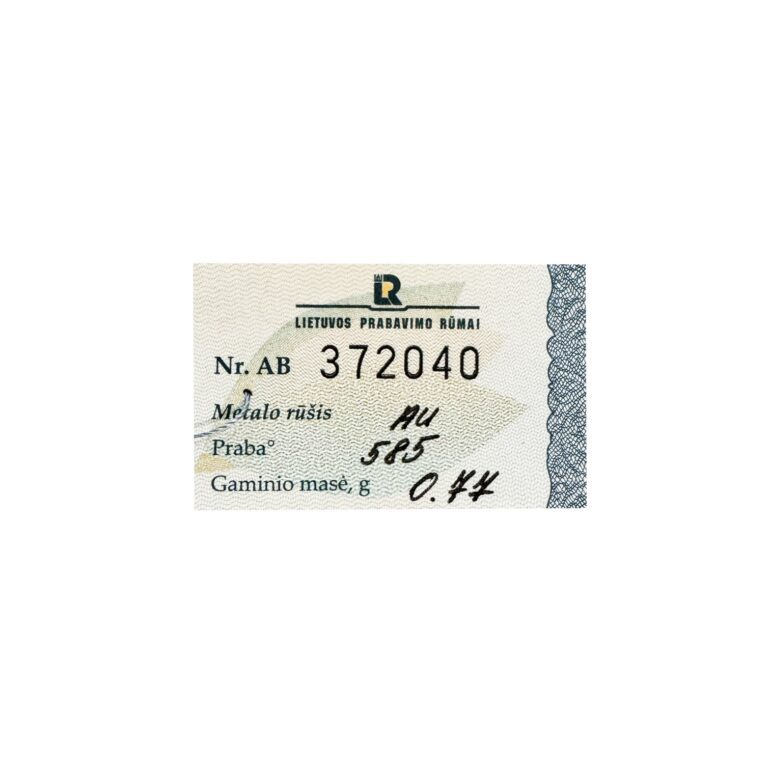 LR
LIETUVOS PRABAVIMO RŪMAI
Nr. AB 372040
Metalo rūšis AU
Praba° 585
Gaminio masė, g 0.77